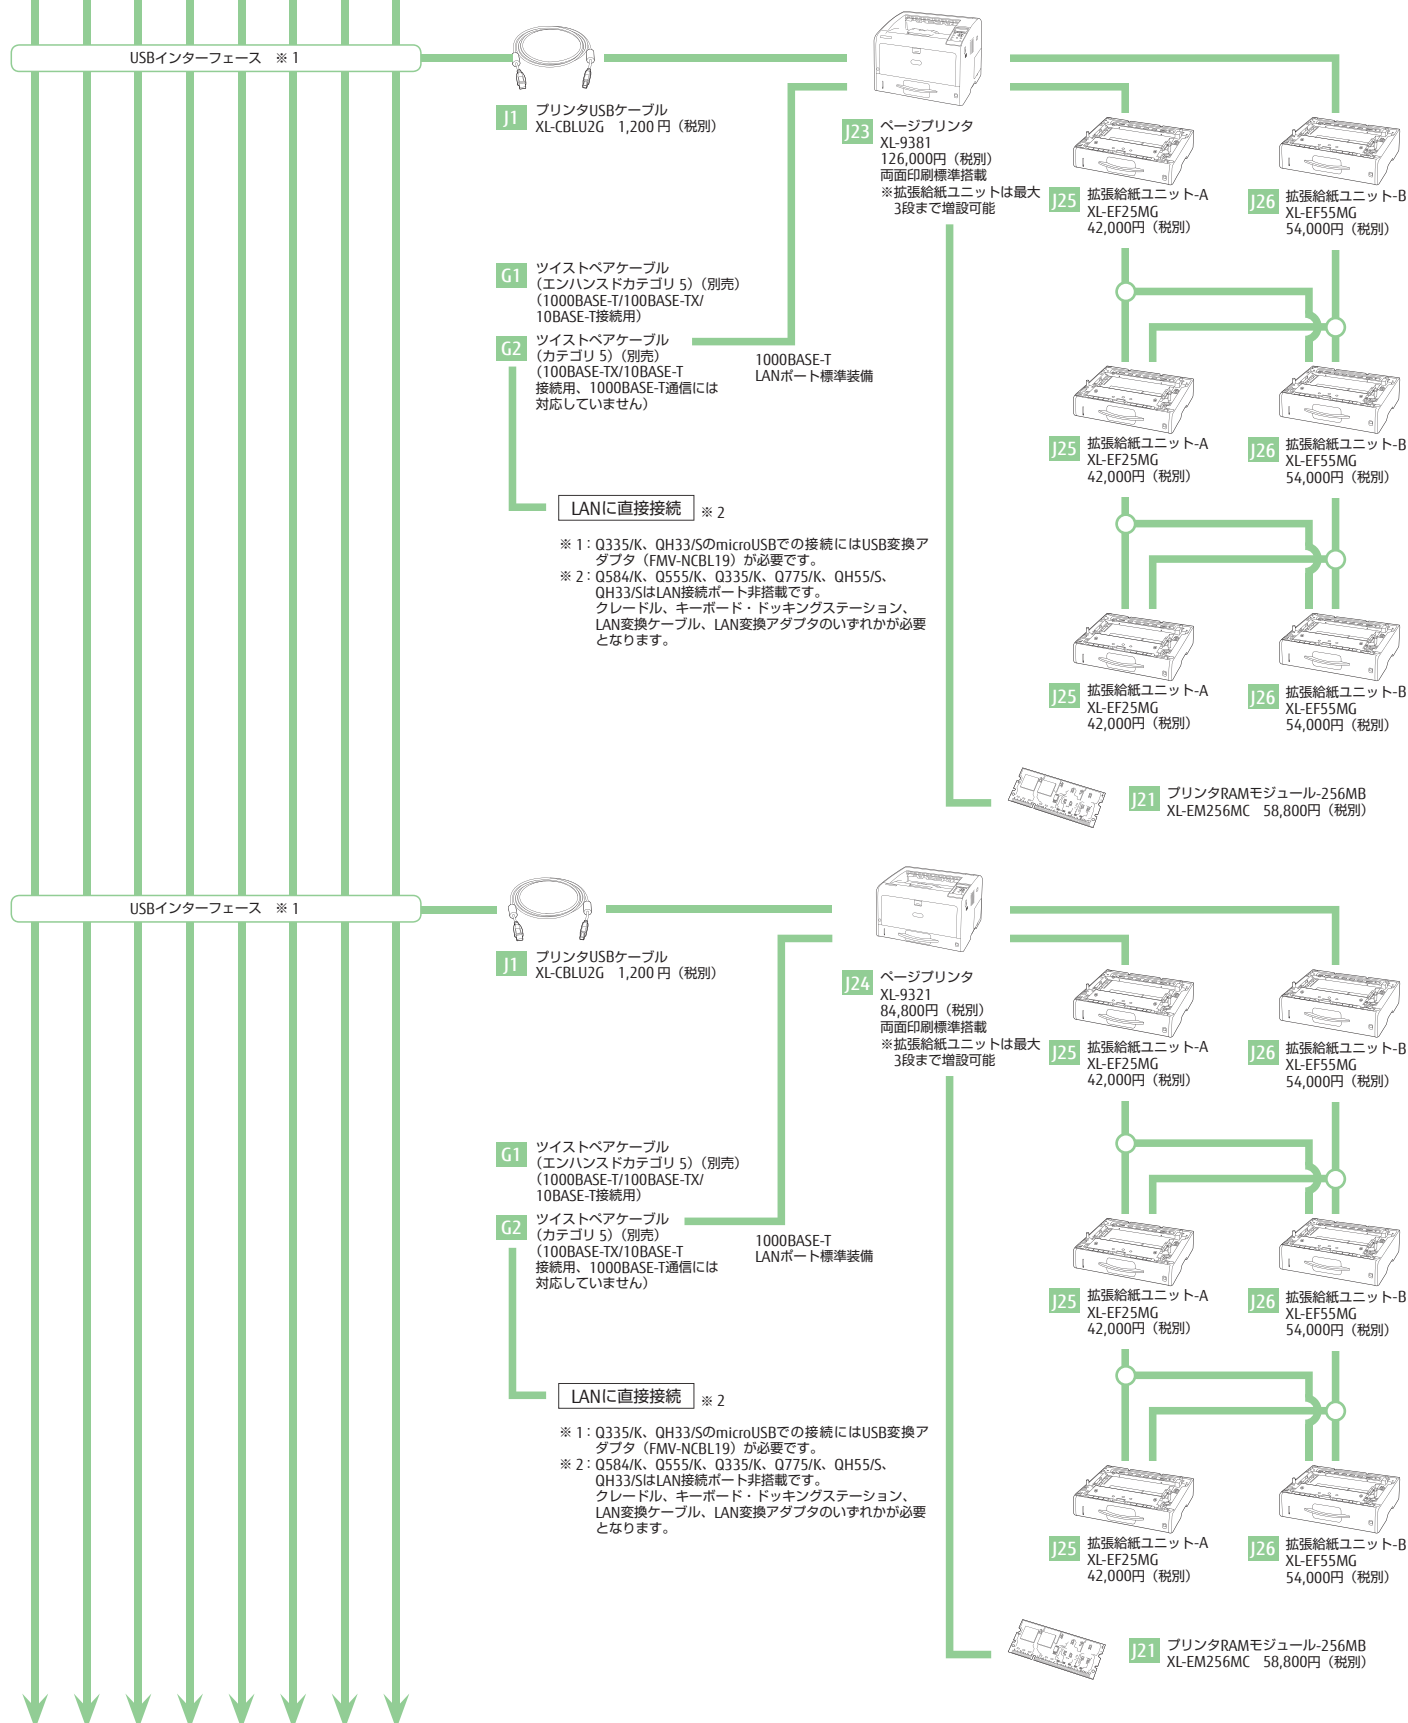 USBインターフェース ※ 1
J1 プリンタUSBケーブル
XL-CBLU2G 1,200 円（税別）
J23 ページプリンタ
XL-9381
126,000円（税別）
両面印刷標準搭載
※拡張給紙ユニットは最大
3段まで増設可能
J25 拡張給紙ユニット-A
XL-EF25MG
42,000円（税別）
J26 拡張給紙ユニット-B
XL-EF55MG
54,000円（税別）
G1 ツイストペアケーブル
（エンハンスドカテゴリ 5）（別売）
（1000BASE-T/100BASE-TX/
10BASE-T接続用）
G2 ツイストペアケーブル
（カテゴリ 5）（別売）
（100BASE-TX/10BASE-T
接続用、1000BASE-T通信には
対応していません）
1000BASE-T
LANポート標準装備
J25 拡張給紙ユニット-A
XL-EF25MG
42,000円（税別）
J26 拡張給紙ユニット-B
XL-EF55MG
54,000円（税別）
LANに直接接続 ※ 2
※ 1：Q335/K、QH33/SのmicroUSBでの接続にはUSB変換ア
ダプタ（FMV-NCBL19）が必要です。
※ 2：Q584/K、Q555/K、Q335/K、Q775/K、QH55/S、
QH33/SはLAN接続ポート非搭載です。
クレードル、キーボード・ドッキングステーション、
LAN変換ケーブル、LAN変換アダプタのいずれかが必要
となります。
J25 拡張給紙ユニット-A
XL-EF25MG
42,000円（税別）
J26 拡張給紙ユニット-B
XL-EF55MG
54,000円（税別）
J21 プリンタRAMモジュール-256MB
XL-EM256MC 58,800円（税別）
USBインターフェース ※ 1
J1 プリンタUSBケーブル
XL-CBLU2G 1,200 円（税別）
J24 ページプリンタ
XL-9321
84,800円（税別）
両面印刷標準搭載
※拡張給紙ユニットは最大
3段まで増設可能
J25 拡張給紙ユニット-A
XL-EF25MG
42,000円（税別）
J26 拡張給紙ユニット-B
XL-EF55MG
54,000円（税別）
G1 ツイストペアケーブル
（エンハンスドカテゴリ 5）（別売）
（1000BASE-T/100BASE-TX/
10BASE-T接続用）
G2 ツイストペアケーブル
（カテゴリ 5）（別売）
（100BASE-TX/10BASE-T
接続用、1000BASE-T通信には
対応していません）
1000BASE-T
LANポート標準装備
J25 拡張給紙ユニット-A
XL-EF25MG
42,000円（税別）
J26 拡張給紙ユニット-B
XL-EF55MG
54,000円（税別）
LANに直接接続 ※ 2
※ 1：Q335/K、QH33/SのmicroUSBでの接続にはUSB変換ア
ダプタ（FMV-NCBL19）が必要です。
※ 2：Q584/K、Q555/K、Q335/K、Q775/K、QH55/S、
QH33/SはLAN接続ポート非搭載です。
クレードル、キーボード・ドッキングステーション、
LAN変換ケーブル、LAN変換アダプタのいずれかが必要
となります。
J25 拡張給紙ユニット-A
XL-EF25MG
42,000円（税別）
J26 拡張給紙ユニット-B
XL-EF55MG
54,000円（税別）
J21 プリンタRAMモジュール-256MB
XL-EM256MC 58,800円（税別）